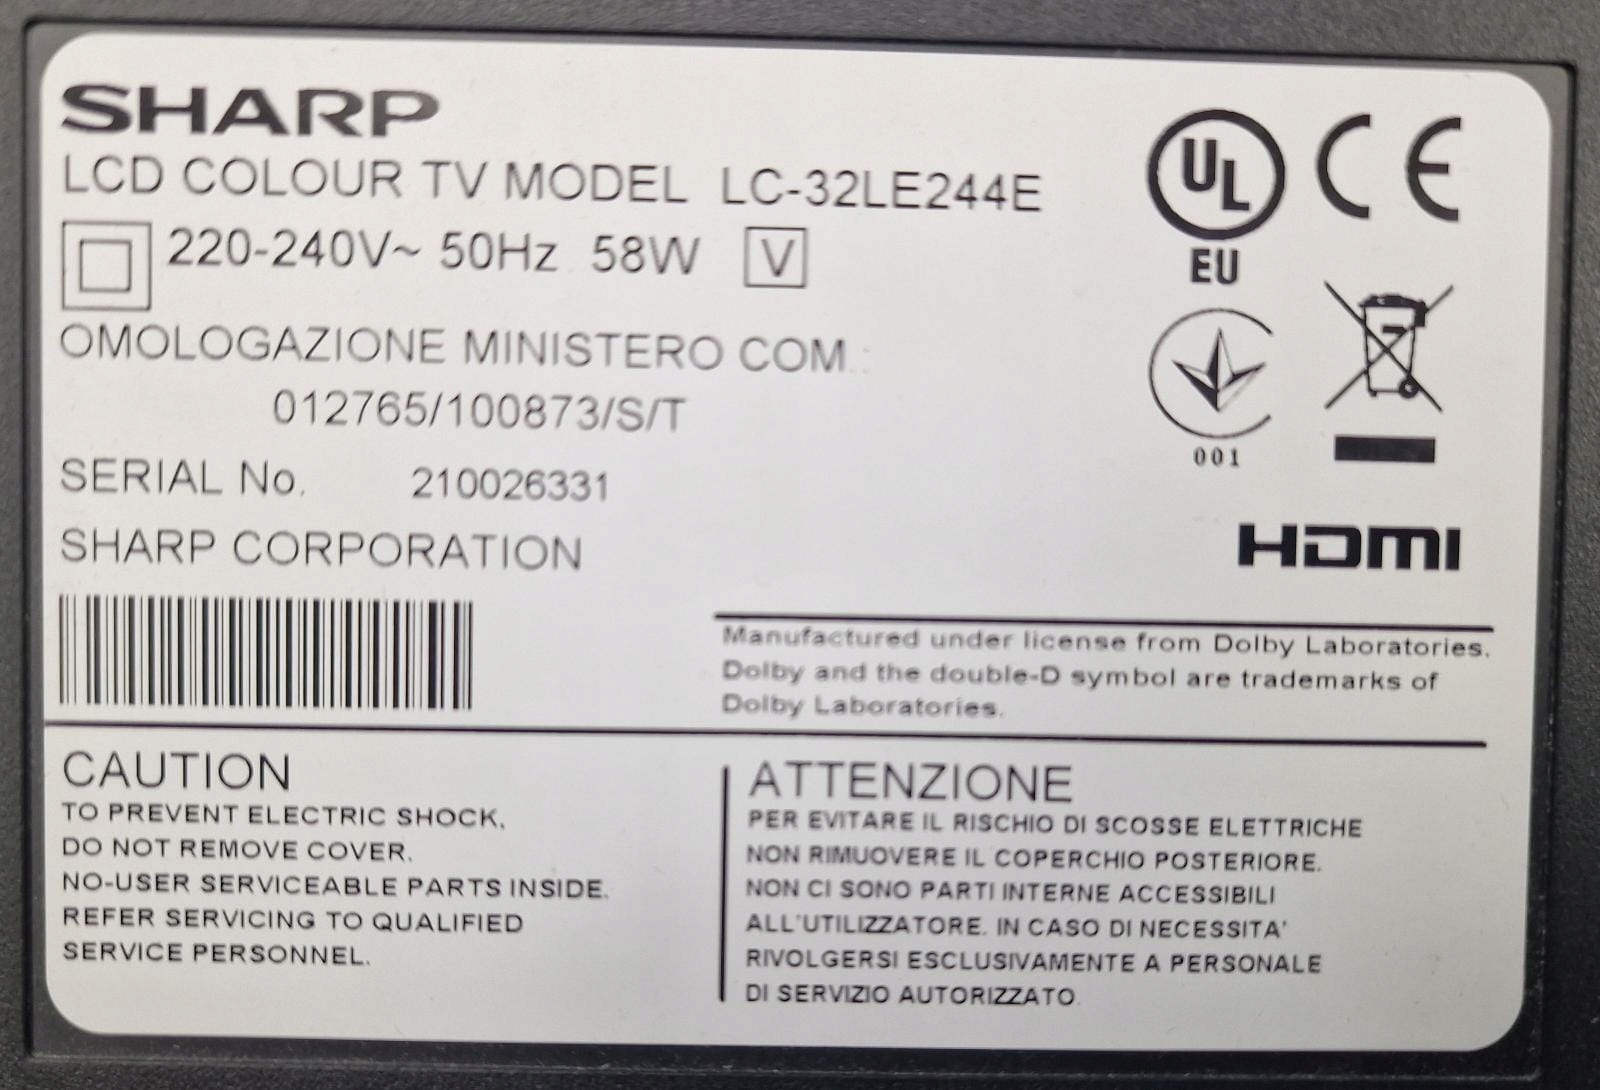 SHARP
LCD COLOUR TV MODEL LC-32LE244E
220-240V~ 50Hz 58W V
OMOLOGAZIONE MINISTERO COM.:
012765/100873/S/T
SERIAL No. 210026331
SHARP CORPORATION
UL
EU
CE
001
HDMI
Manufactured under license from Dolby Laboratories.
Dolby and the double-D symbol are trademarks of
Dolby Laboratories.
CAUTION
TO PREVENT ELECTRIC SHOCK,
DO NOT REMOVE COVER.
NO-USER SERVICEABLE PARTS INSIDE.
REFER SERVICING TO QUALIFIED
SERVICE PERSONNEL.
ATTENZIONE
PER EVITARE IL RISCHIO DI SCOSSE ELETTRICHE
NON RIMUOVERE IL COPERCHIO POSTERIORE.
NON CI SONO PARTI INTERNE ACCESSIBILI
ALL'UTILIZZATORE. IN CASO DI NECESSITA'
RIVOLGERSI ESCLUSIVAMENTE A PERSONALE
DI SERVIZIO AUTORIZZATO.